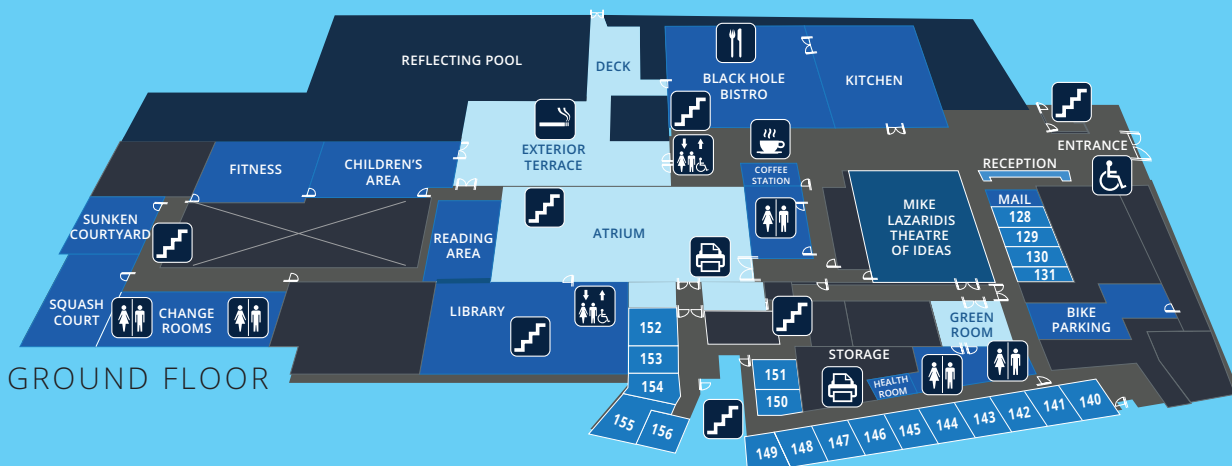 REFLECTING POOL
DECK
BLACK HOLE
BISTRO
KITCHEN
EXTERIOR
TERRACE
ENTRANCE
FITNESS
CHILDREN'S
AREA
COFFEE
STATION
RECEPTION
SUNKEN
COURTYARD
READING
AREA
ATRIUM
MIKE
LAZARIDIS
THEATRE
OF IDEAS
MAIL
128
129
130
131
SQUASH
COURT
CHANGE
ROOMS
LIBRARY
152
153
154
155
156
GREEN
ROOM
BIKE
PARKING
STORAGE
151
150
HEALTH
ROOM
149
148
147
146
145
144
143
142
141
140
GROUND FLOOR